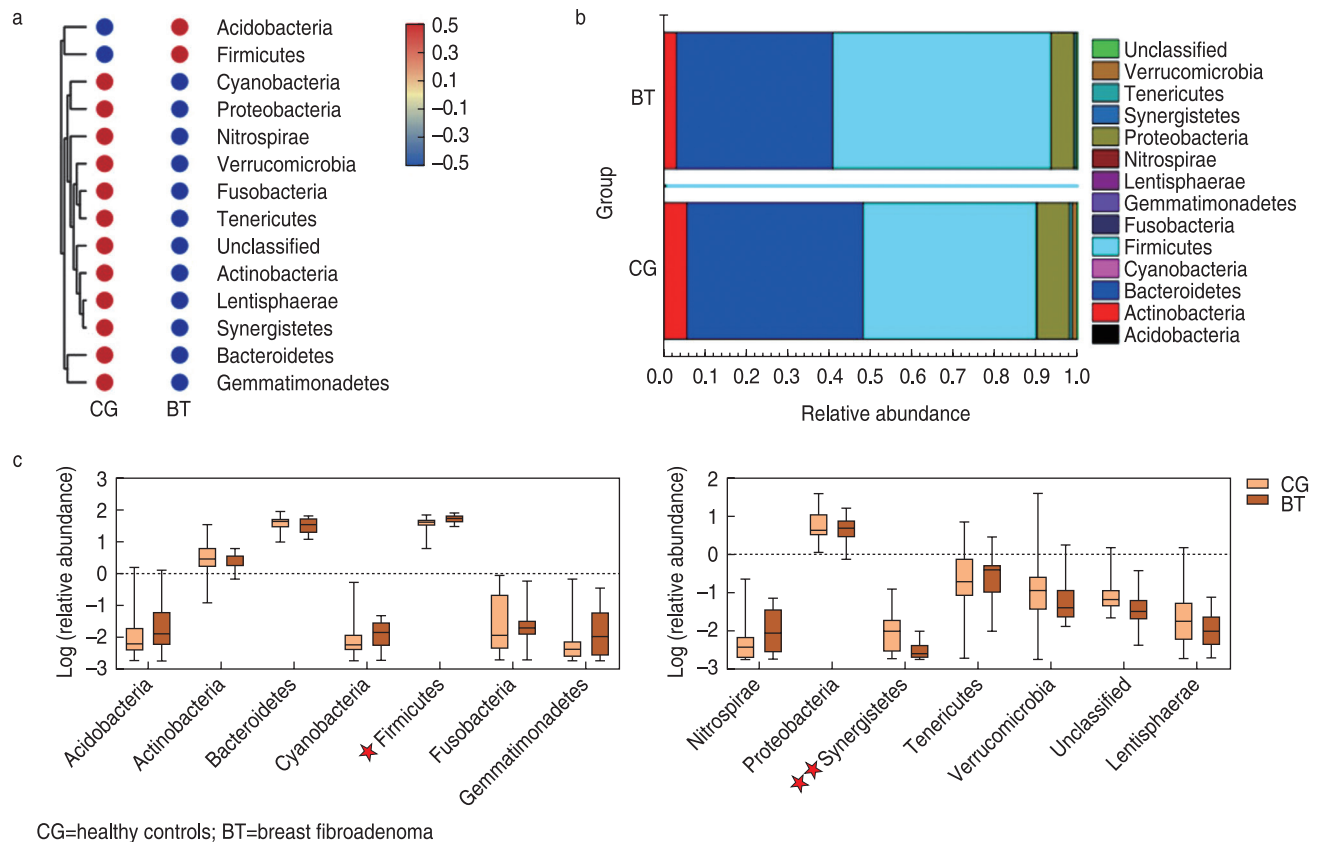 a
Acidobacteria
Firmicutes
Cyanobacteria
Proteobacteria
Nitrospirae
Verrucomicrobia
Fusobacteria
Tenericutes
Unclassified
Actinobacteria
Lentisphaerae
Synergistetes
Bacteroidetes
Gemmatimonadetes
CG BT
0.5
0.3
0.1
−0.1
−0.3
−0.5
b
BT
CG
Group
0.0 0.1 0.2 0.3 0.4 0.5 0.6 0.7 0.8 0.9 1.0
Relative abundance
Unclassified
Verrucomicrobia
Tenericutes
Synergistetes
Proteobacteria
Nitrospirae
Lentisphaerae
Gemmatimonadetes
Fusobacteria
Firmicutes
Cyanobacteria
Bacteroidetes
Actinobacteria
Acidobacteria
c
Log (relative abundance)
3
2
1
0
−1
−2
−3
Acidobacteria
Actinobacteria
Bacteroidetes
Cyanobacteria
Firmicutes
Fusobacteria
Gemmatimonadetes
Log (relative abundance)
2
1
0
−1
−2
−3
Nitrospirae
Proteobacteria
Synergistetes
Tenericutes
Verrucomicrobia
Unclassified
Lentisphaerae
CG
BT
CG=healthy controls; BT=breast fibroadenoma